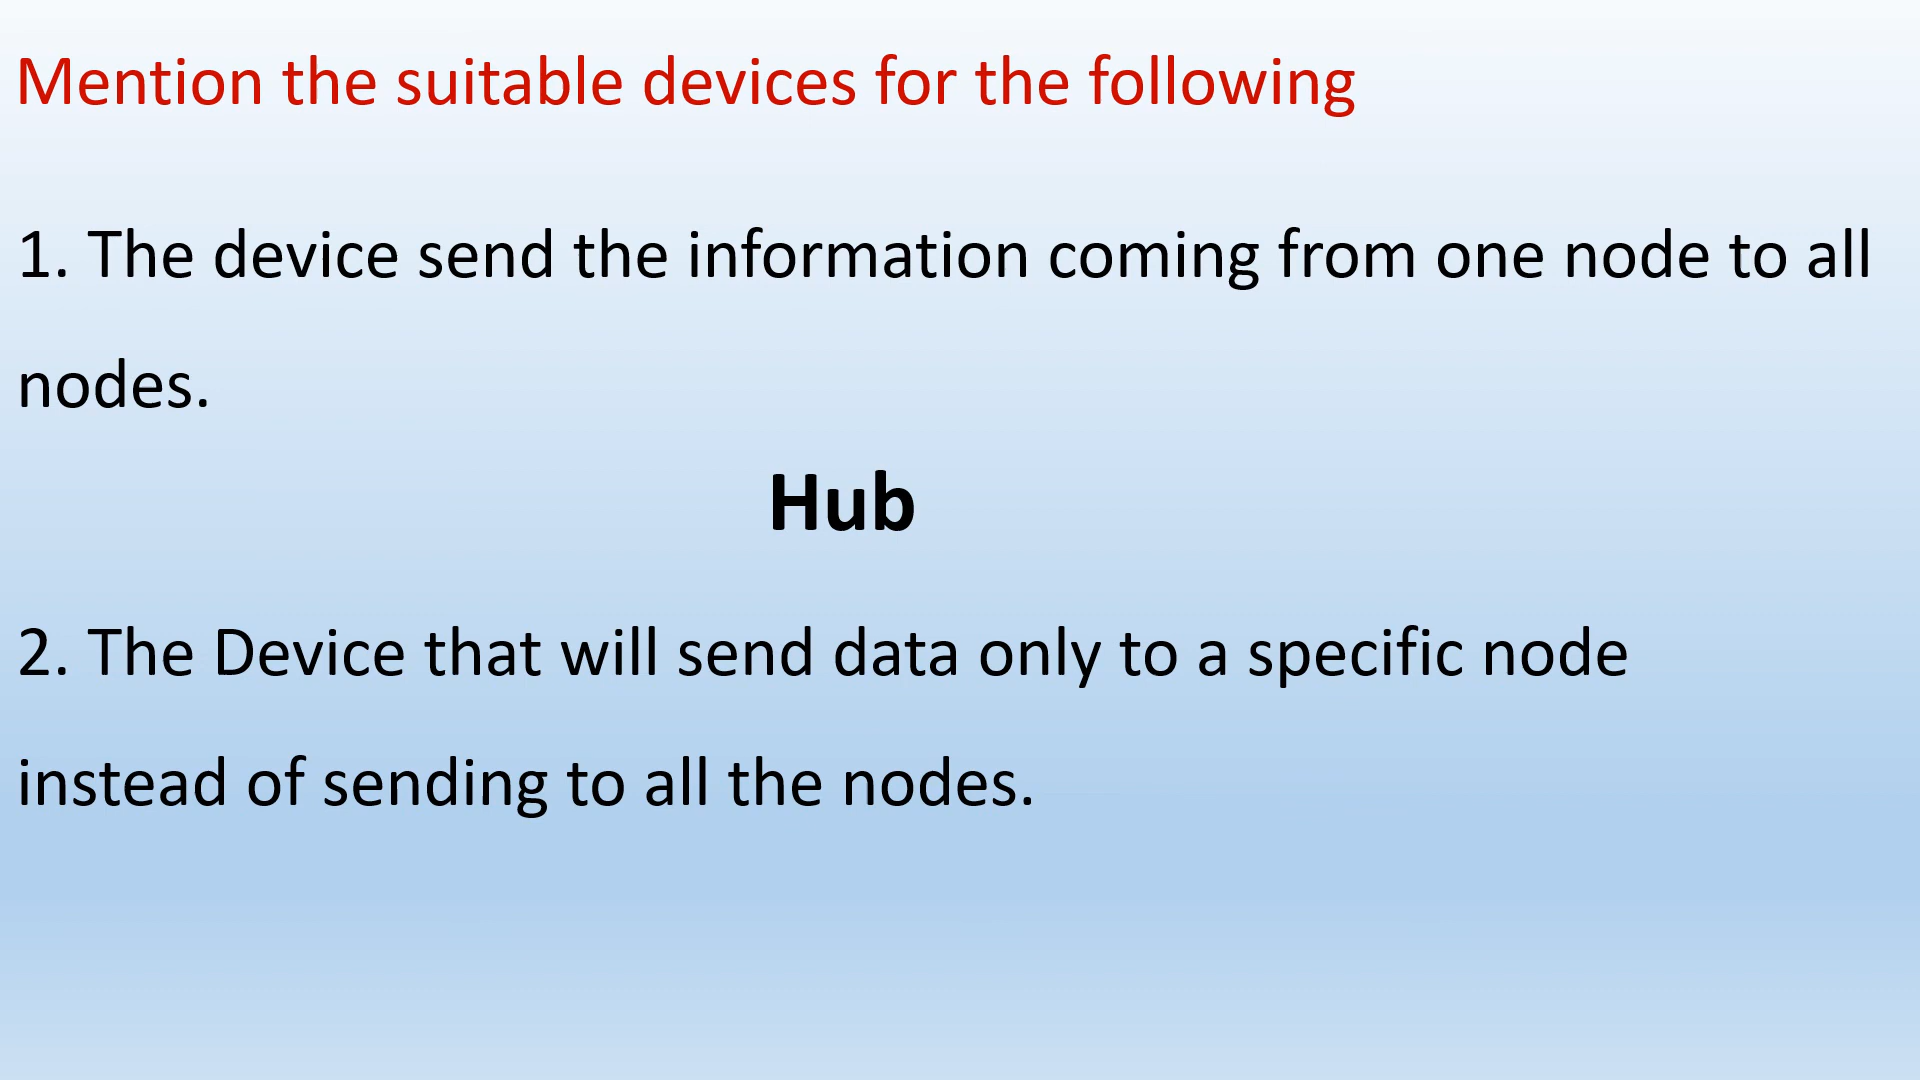 Mention the suitable devices for the following
1. The device send the information coming from one node to all
nodes.
Hub
2. The Device that will send data only to a specific node
instead of sending to all the nodes.